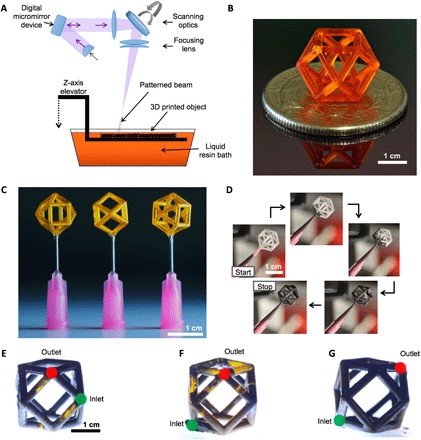 A
Digital
micromirror
device
Scanning
optics
Focusing
lens
Z-axis
elevator
Patterned beam
3D printed object
Liquid
resin bath
B
1 cm
C
1 cm
D
Start
1 cm
Stop
E
Outlet
Inlet
1 cm
F
Outlet
Inlet
G
Outlet
Inlet